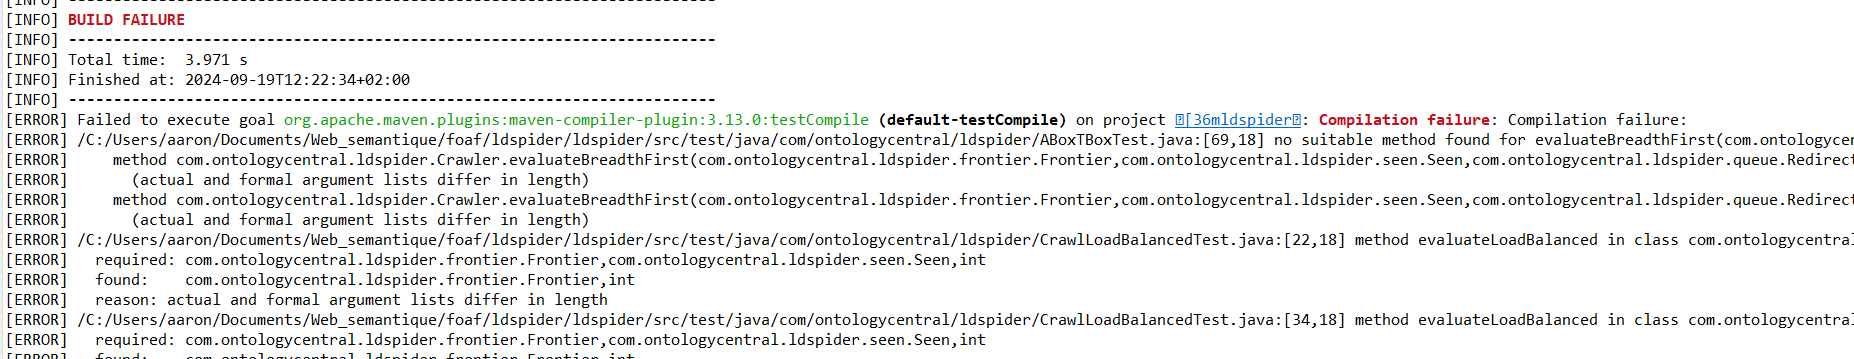 [INFO] ------------------------------------------------------------------------
[INFO] BUILD FAILURE
[INFO] ------------------------------------------------------------------------
[INFO] Total time:  3.971 s
[INFO] Finished at: 2024-09-19T12:22:34+02:00
[INFO] ------------------------------------------------------------------------
[ERROR] Failed to execute goal org.apache.maven.plugins:maven-compiler-plugin:3.13.0:testCompile (default-testCompile) on project [36mldspider: Compilation failure: Compilation failure:
[ERROR] /C:/Users/aaron/Documents/Web_semantique/foaf/ldspider/ldspider/src/test/java/com/ontologycentral/ldspider/ABoxTBoxTest.java:[69,18] no suitable method found for evaluateBreadthFirst(com.ontologycen
[ERROR]     method com.ontologycentral.ldspider.Crawler.evaluateBreadthFirst(com.ontologycentral.ldspider.frontier.Frontier,com.ontologycentral.ldspider.seen.Seen,com.ontologycentral.ldspider.queue.Redirect
[ERROR]       (actual and formal argument lists differ in length)
[ERROR]     method com.ontologycentral.ldspider.Crawler.evaluateBreadthFirst(com.ontologycentral.ldspider.frontier.Frontier,com.ontologycentral.ldspider.seen.Seen,com.ontologycentral.ldspider.queue.Redirect
[ERROR]       (actual and formal argument lists differ in length)
[ERROR] /C:/Users/aaron/Documents/Web_semantique/foaf/ldspider/ldspider/src/test/java/com/ontologycentral/ldspider/CrawlLoadBalancedTest.java:[22,18] method evaluateLoadBalanced in class com.ontologycentral
[ERROR]   required: com.ontologycentral.ldspider.frontier.Frontier,com.ontologycentral.ldspider.seen.Seen,int
[ERROR]   found:    com.ontologycentral.ldspider.frontier.Frontier,int
[ERROR]   reason: actual and formal argument lists differ in length
[ERROR] /C:/Users/aaron/Documents/Web_semantique/foaf/ldspider/ldspider/src/test/java/com/ontologycentral/ldspider/CrawlLoadBalancedTest.java:[34,18] method evaluateLoadBalanced in class com.ontologycentral
[ERROR]   required: com.ontologycentral.ldspider.frontier.Frontier,com.ontologycentral.ldspider.seen.Seen,int
[ERROR]   found:    com.ontologycentral.ldspider.frontier.Frontier,int